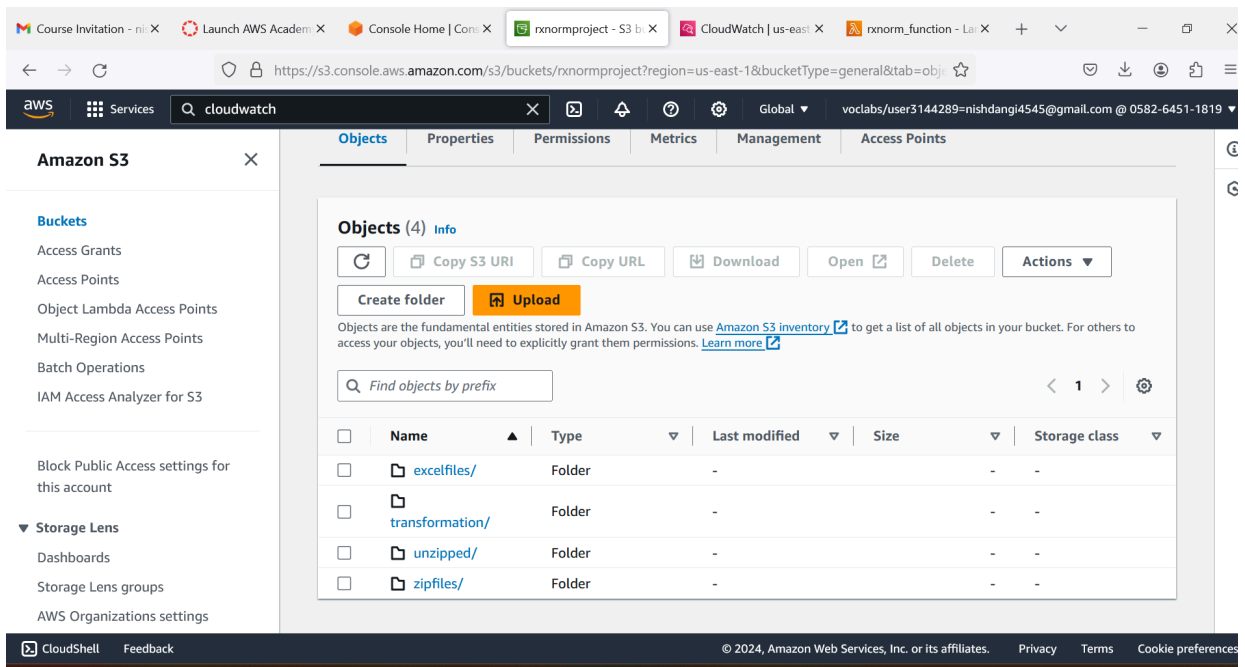 Course Invitation - nis
Launch AWS Academ
Console Home | Cons
rxnormproject - S3 bu
CloudWatch | us-east
rxnorm_function - La
https://s3.console.aws.amazon.com/s3/buckets/rxnormproject?region=us-east-1&bucketType=general&tab=obje
aws
Services
cloudwatch
Global
voclabs/user3144289=nishdangi4545@gmail.com @ 0582-6451-1819
Amazon S3
Objects
Properties
Permissions
Metrics
Management
Access Points
Buckets
Access Grants
Access Points
Object Lambda Access Points
Multi-Region Access Points
Batch Operations
IAM Access Analyzer for S3
Block Public Access settings for
this account
Storage Lens
Dashboards
Storage Lens groups
AWS Organizations settings
Objects (4) Info
Copy S3 URI
Copy URL
Download
Open
Delete
Actions
Create folder
Upload
Objects are the fundamental entities stored in Amazon S3. You can use Amazon S3 inventory to get a list of all objects in your bucket. For others to
access your objects, you'll need to explicitly grant them permissions. Learn more
Find objects by prefix
1
Name Type Last modified Size Storage class
excelfiles/ Folder - - -
transformation/ Folder - - -
unzipped/ Folder - - -
zipfiles/ Folder - - -
CloudShell Feedback
© 2024, Amazon Web Services, Inc. or its affiliates. Privacy Terms Cookie preferences